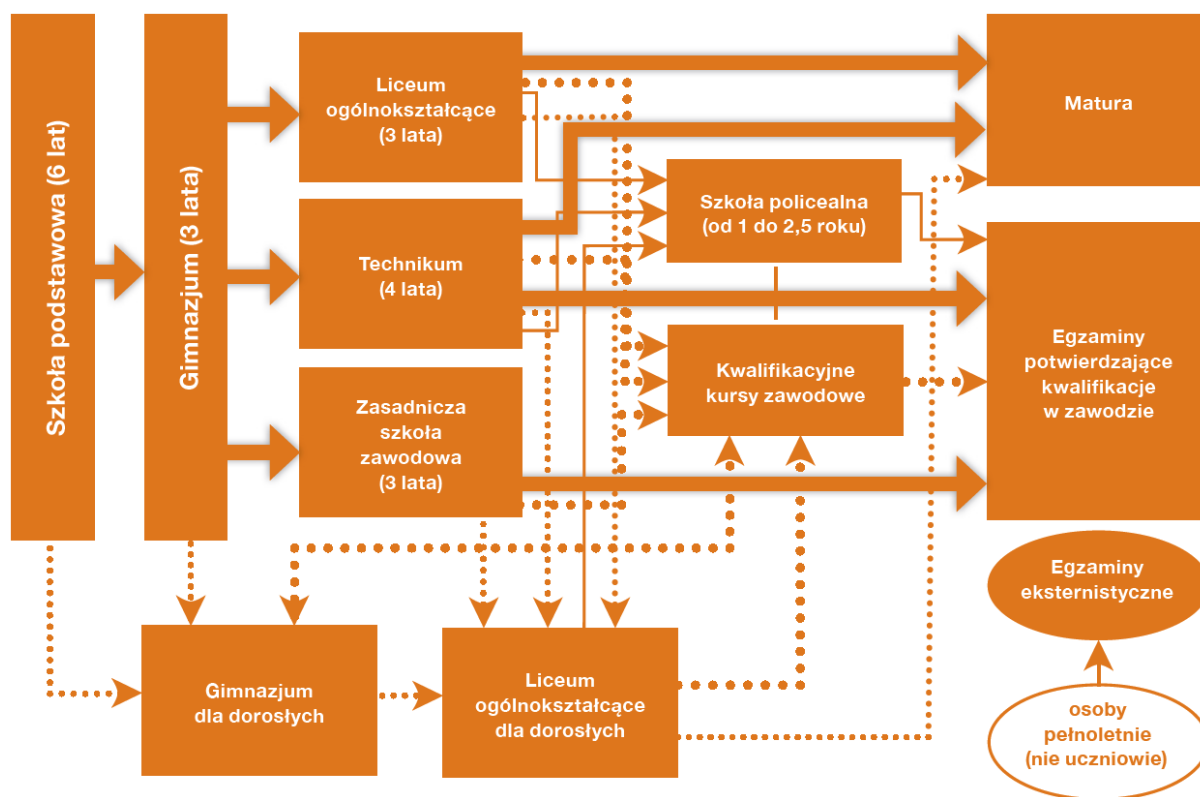 Szkoła podstawowa (6 lat)
Gimnazjum (3 lata)
Liceum
ogólnokształcące
(3 lata)
Technikum
(4 lata)
Zasadnicza
szkoła
zawodowa
(3 lata)
Szkoła policealna
(od 1 do 2,5 roku)
Kwalifikacyjne
kursy zawodowe
Matura
Egzaminy
potwierdzające
kwalifikacje
w zawodzie
Egzaminy
eksternistyczne
osoby
pełnoletnie
(nie uczniowie)
Gimnazjum
dla dorosłych
Liceum
ogólnokształcące
dla dorosłych